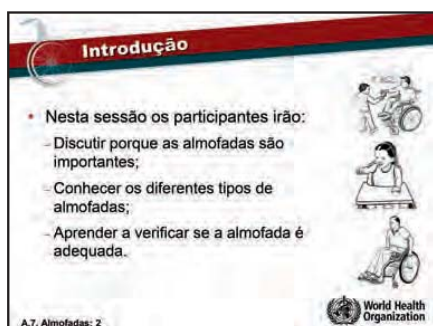 Introdução
• Nesta sessão os participantes irão:
–Discutir porque as almofadas são
importantes;
–Conhecer os diferentes tipos de
almofadas;
–Aprender a verificar se a almofada é
adequada.
A.7. Almofadas: 2
World Health
Organization